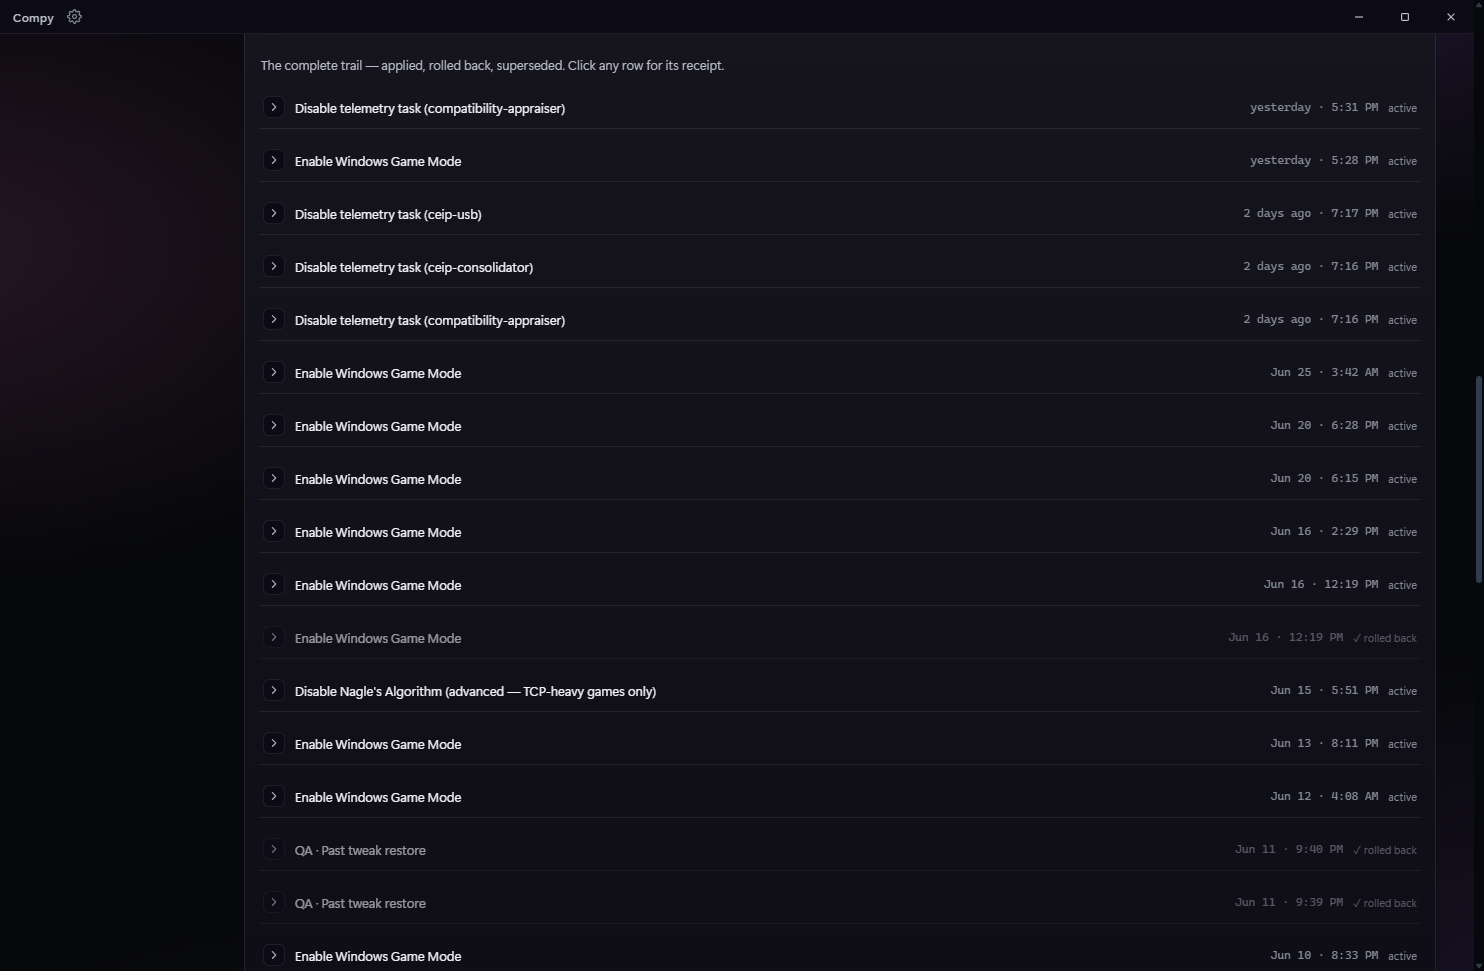 Compy
The complete trail — applied, rolled back, superseded. Click any row for its receipt.
Disable telemetry task (compatibility-appraiser) yesterday · 5:31 PM active
Enable Windows Game Mode yesterday · 5:28 PM active
Disable telemetry task (ceip-usb) 2 days ago · 7:17 PM active
Disable telemetry task (ceip-consolidator) 2 days ago · 7:16 PM active
Disable telemetry task (compatibility-appraiser) 2 days ago · 7:16 PM active
Enable Windows Game Mode Jun 25 · 3:42 AM active
Enable Windows Game Mode Jun 20 · 6:28 PM active
Enable Windows Game Mode Jun 20 · 6:15 PM active
Enable Windows Game Mode Jun 16 · 2:29 PM active
Enable Windows Game Mode Jun 16 · 12:19 PM active
Enable Windows Game Mode Jun 16 · 12:19 PM ✓ rolled back
Disable Nagle's Algorithm (advanced — TCP-heavy games only) Jun 15 · 5:51 PM active
Enable Windows Game Mode Jun 13 · 8:11 PM active
Enable Windows Game Mode Jun 12 · 4:08 AM active
QA · Past tweak restore Jun 11 · 9:40 PM ✓ rolled back
QA · Past tweak restore Jun 11 · 9:39 PM ✓ rolled back
Enable Windows Game Mode Jun 10 · 8:33 PM active